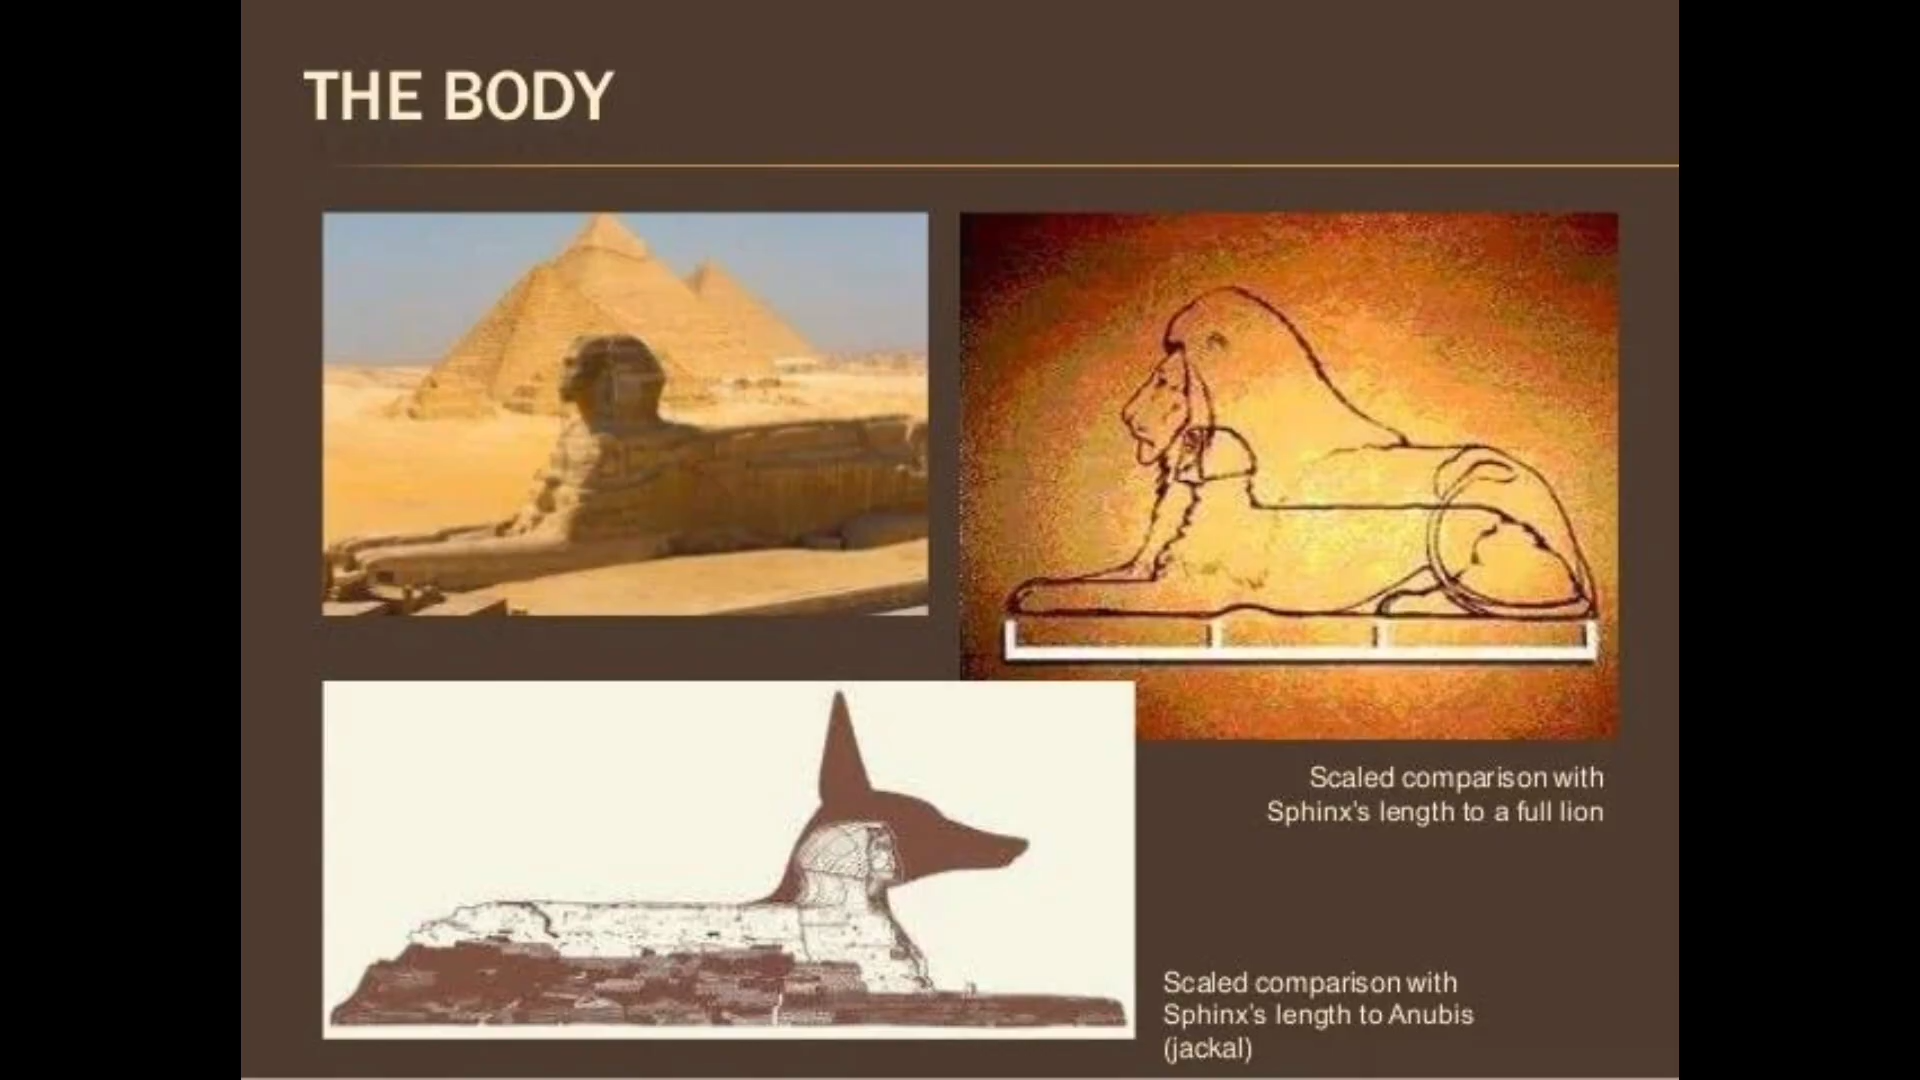 THE BODY
Scaled comparison with
Sphinx's length to a full lion
Scaled comparison with
Sphinx's length to Anubis
(jackal)